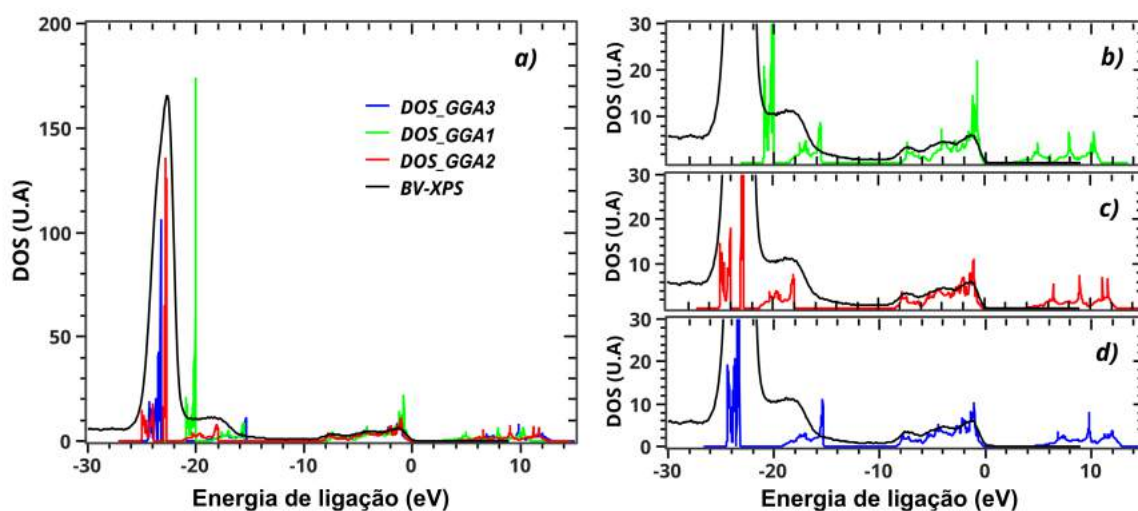 200
150
100
50
0
DOS (U.A)
a)
DOS_GGA3
DOS_GGA1
DOS_GGA2
BV-XPS
-30 -20 -10 0 10
Energia de ligação (eV)
30
20
10
DOS (U.A)
b)
30
20
10
DOS (U.A)
c)
30
20
10
0
DOS (U.A)
d)
-30 -20 -10 0 10
Energia de ligação (eV)